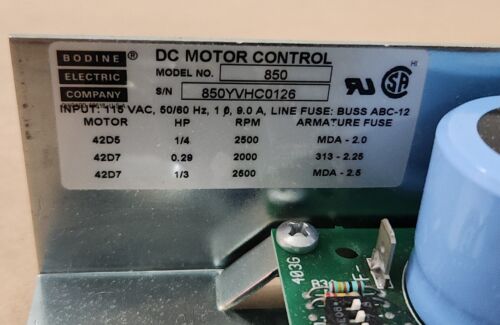 BODINE
ELECTRIC
COMPANY
DC MOTOR CONTROL
MODEL NO. 850
S/N 850YVHC0126
HI
INPUT: 115 VAC, 50/60 Hz, 1 ϕ, 9.0 A, LINE FUSE: BUSS ABC-12
MOTOR HP RPM ARMATURE FUSE
42D5 1/4 2500 MDA - 2.0
42D7 0.29 2000 313 - 2.25
42D7 1/3 2500 MDA - 2.5
403G
F-